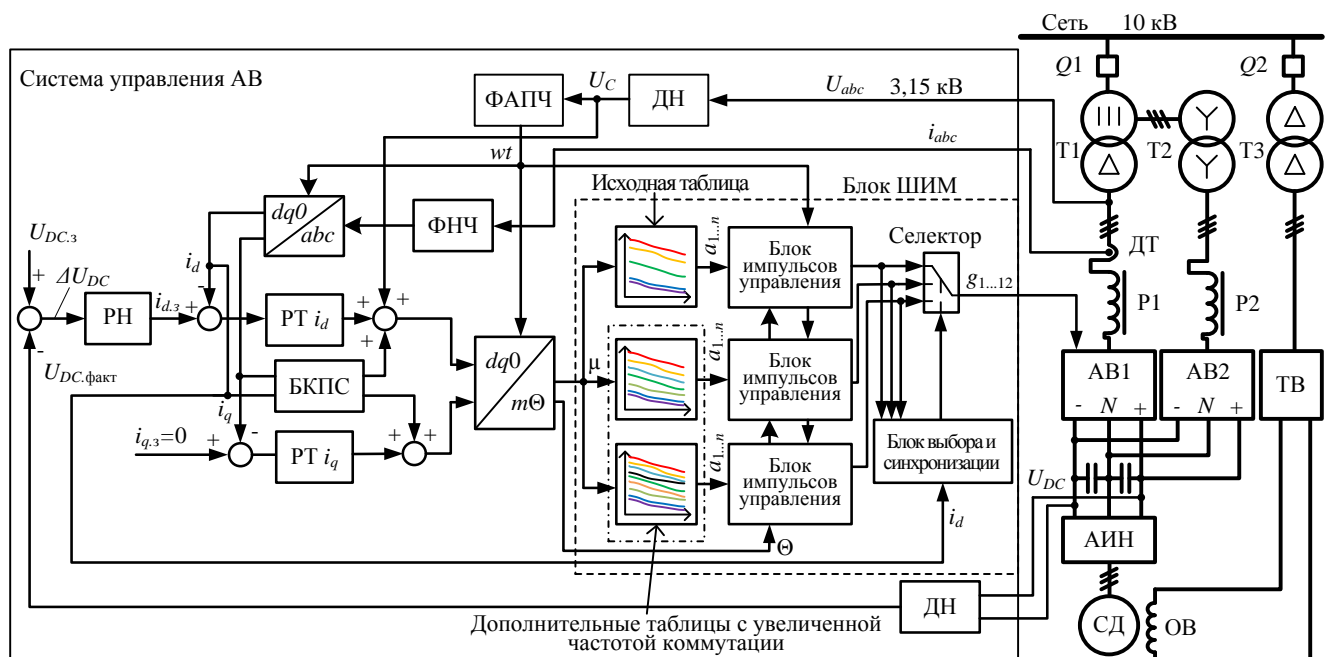 Сеть 10 кВ
Система управления АВ
ФАПЧ
U_C
ДН
U_abc 3,15 кВ
Q1
Q2
i_abc
T1
T2
T3
wt
Исходная таблица
Блок ШИМ
dq0
abc
ФНЧ
U_DC.з
+
ΔU_DC
-
U_DC.факт
РН
i_d.з
+
-
i_d
РТ i_d
+
+
+
БКПС
i_q
i_q.з=0
+
-
РТ i_q
+
+
dq0
mΘ
μ
a_1...n
a_1...n
a_1...n
Блок
импульсов
управления
Блок
импульсов
управления
Блок
импульсов
управления
Селектор
g_1...12
Блок выбора и
синхронизации
i_d
Θ
Дополнительные таблицы с увеличенной
частотой коммутации
ДН
ДТ
Р1
Р2
АВ1
- N +
АВ2
- N +
ТВ
U_DC
АИН
СД
ОВ